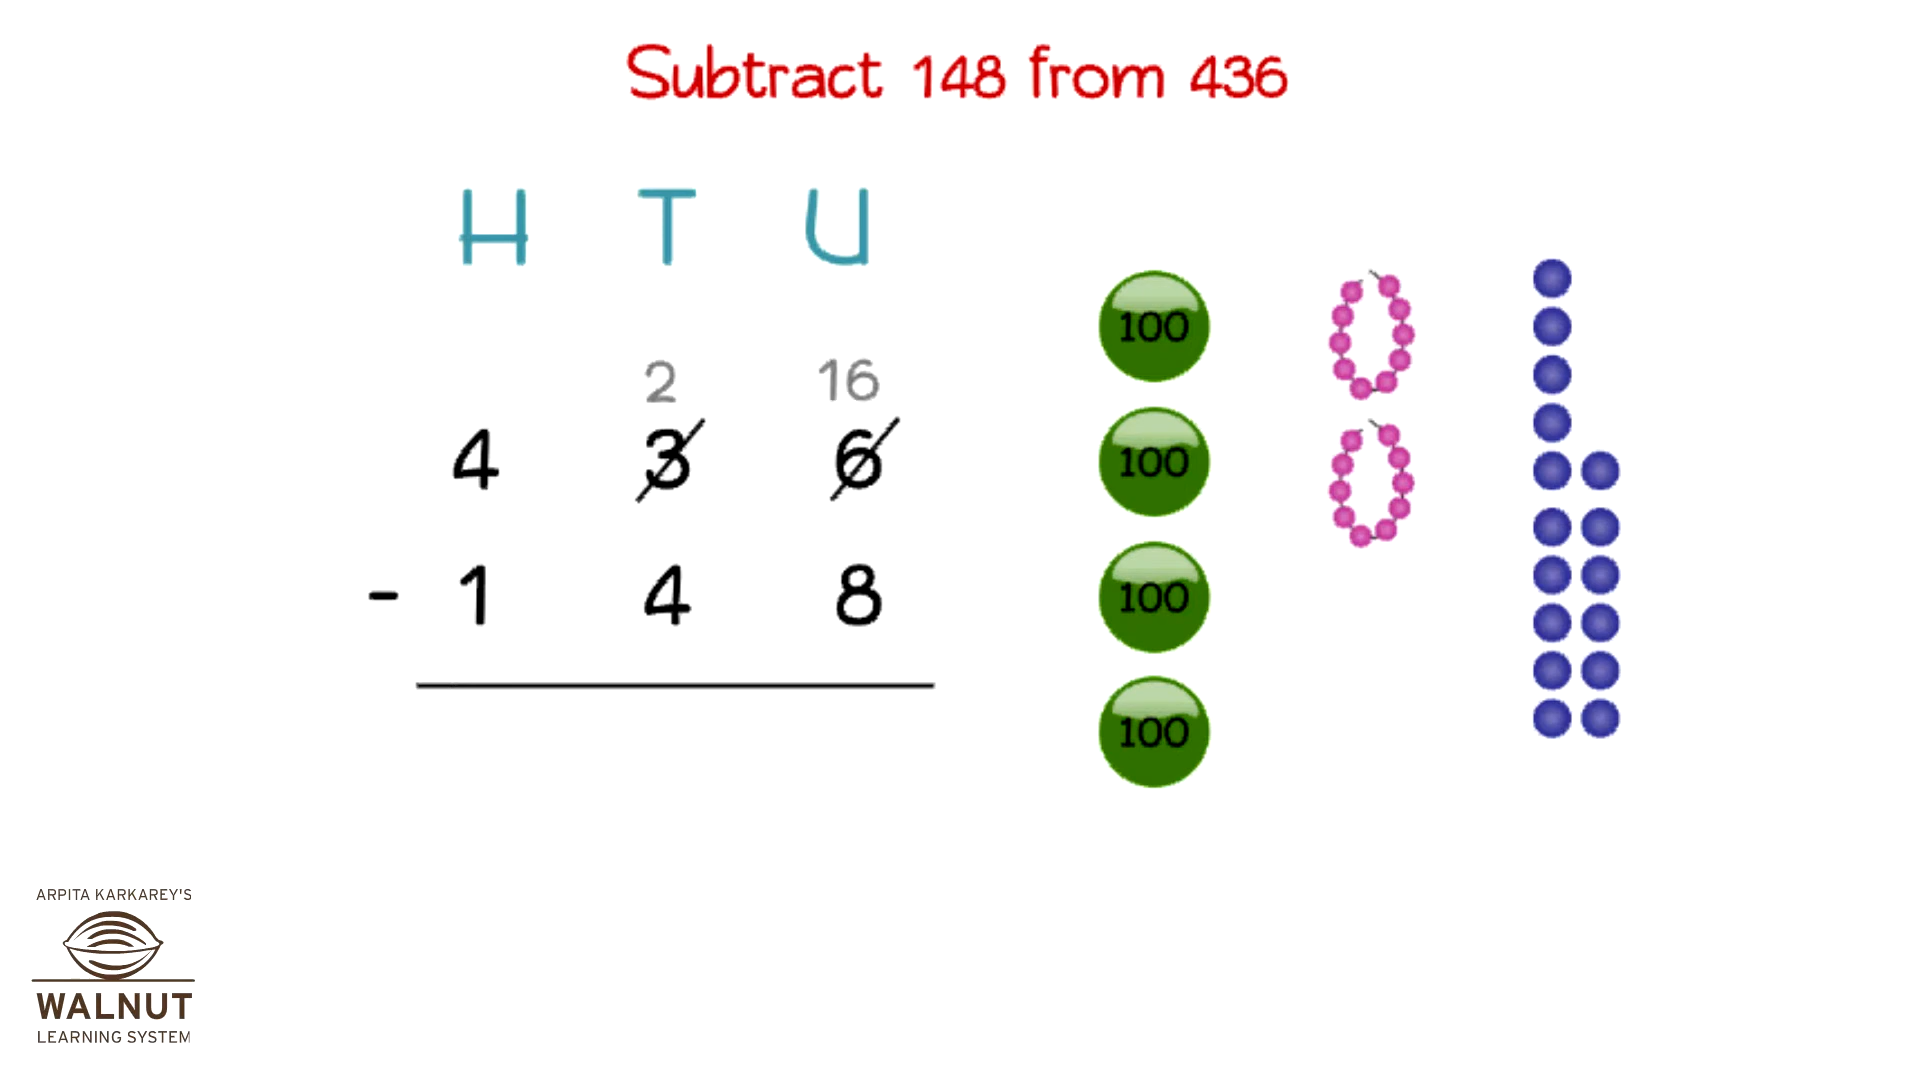 Subtract 148 from 436
H T U
2 16
4 3 6
- 1 4 8
100
100
100
100
ARPITA KARKAREY'S
WALNUT
LEARNING SYSTEM